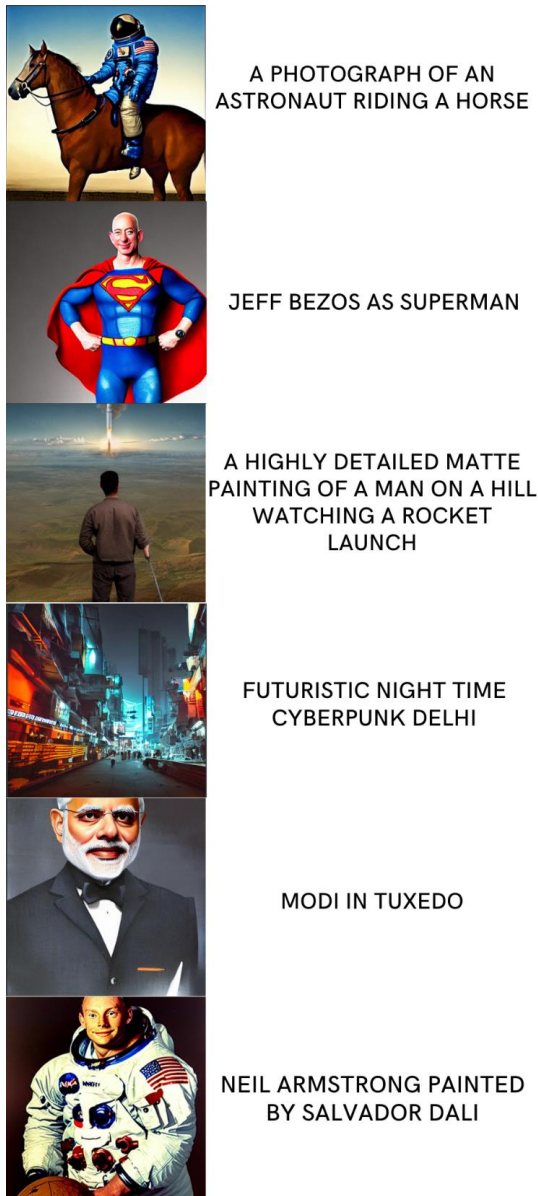 A PHOTOGRAPH OF AN
ASTRONAUT RIDING A HORSE
JEFF BEZOS AS SUPERMAN
A HIGHLY DETAILED MATTE
PAINTING OF A MAN ON A HILL
WATCHING A ROCKET
LAUNCH
FUTURISTIC NIGHT TIME
CYBERPUNK DELHI
MODI IN TUXEDO
NEIL ARMSTRONG PAINTED
BY SALVADOR DALI